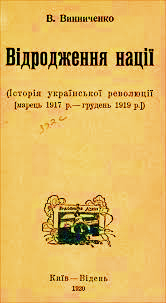 В. Винниченко
Відродження нації
(Історія української революції
[марець 1917 р.—грудень 1919 р.])
Київ—Відень
1920